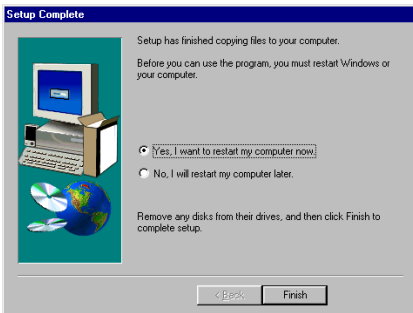 Setup Complete
Setup has finished copying files to your computer.
Before you can use the program, you must restart Windows or
your computer.
Yes, I want to restart my computer now.
No, I will restart my computer later.
Remove any disks from their drives, and then click Finish to
complete setup.
< Back
Finish